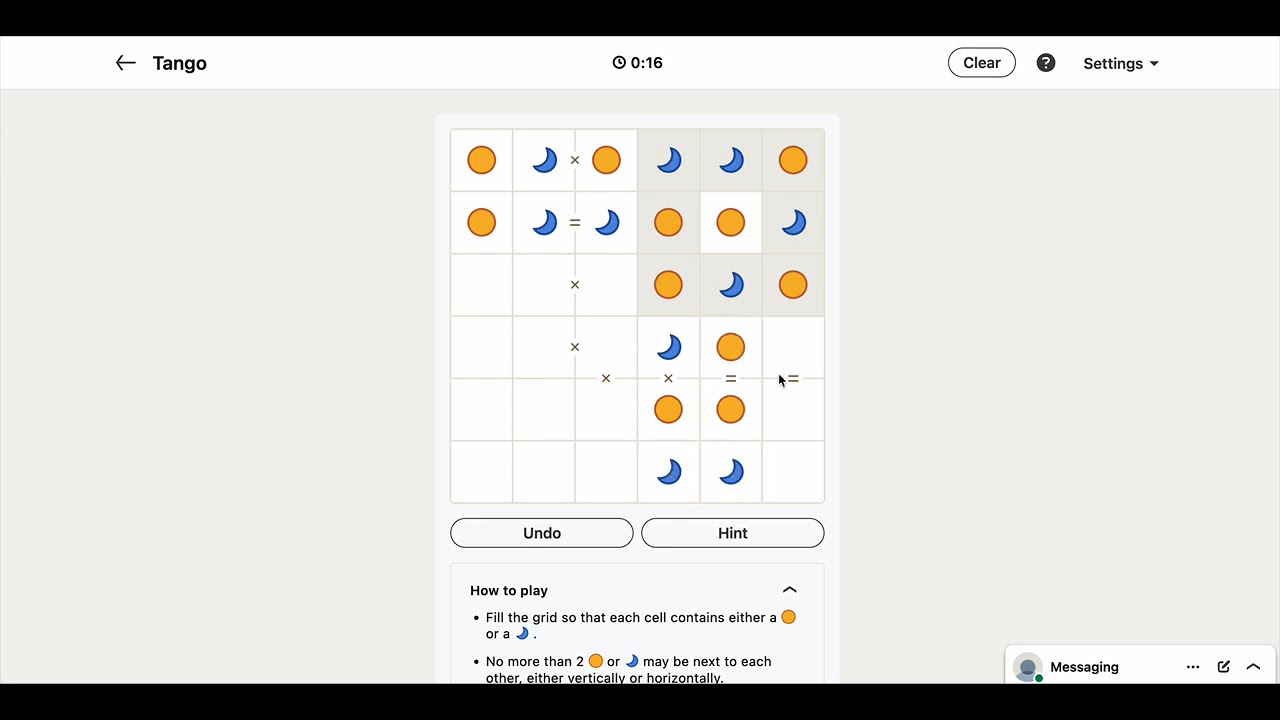 Tango
0:16
Clear
?
Settings
×
=
×
×
× × = =
Undo
Hint
How to play
• Fill the grid so that each cell contains either a
or a .
• No more than 2 or may be next to each
other, either vertically or horizontally.
Messaging